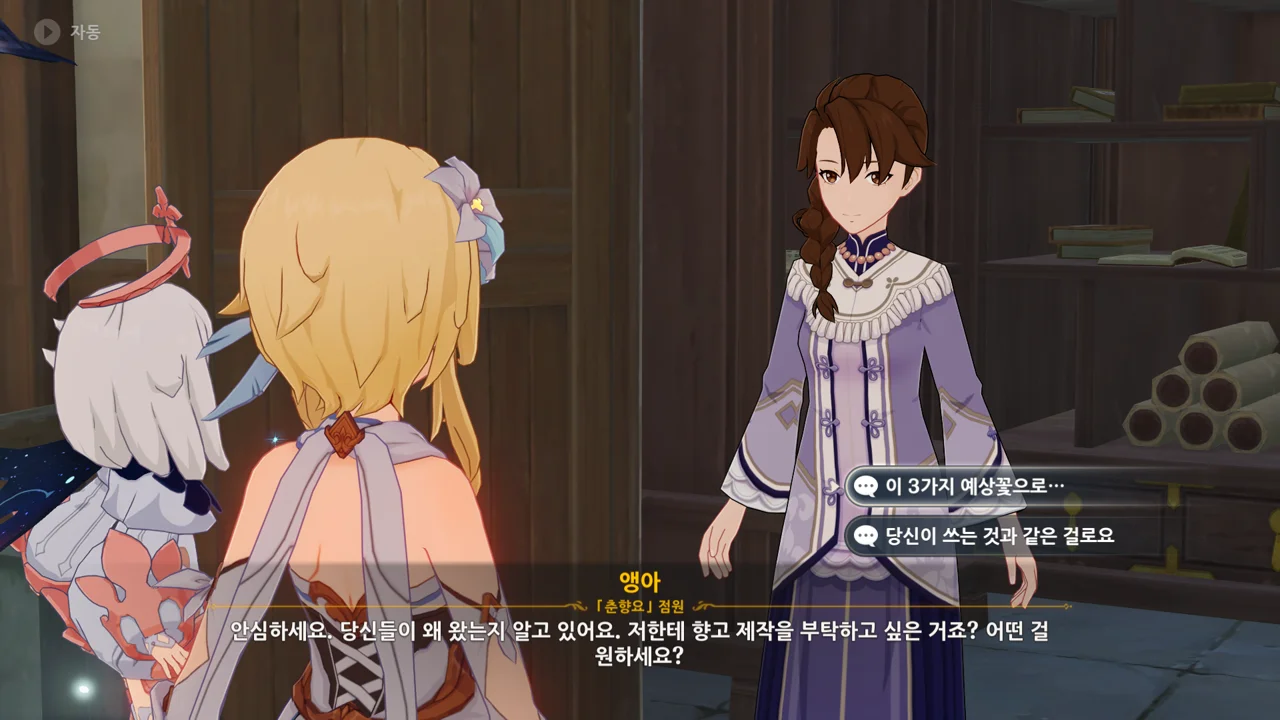 자동
이 3가지 예상꽃으로…
당신이 쓰는 것과 같은 걸로요
앵아
「춘향요」 점원
안심하세요. 당신들이 왜 왔는지 알고 있어요. 저한테 향고 제작을 부탁하고 싶은 거죠? 어떤 걸
원하세요?